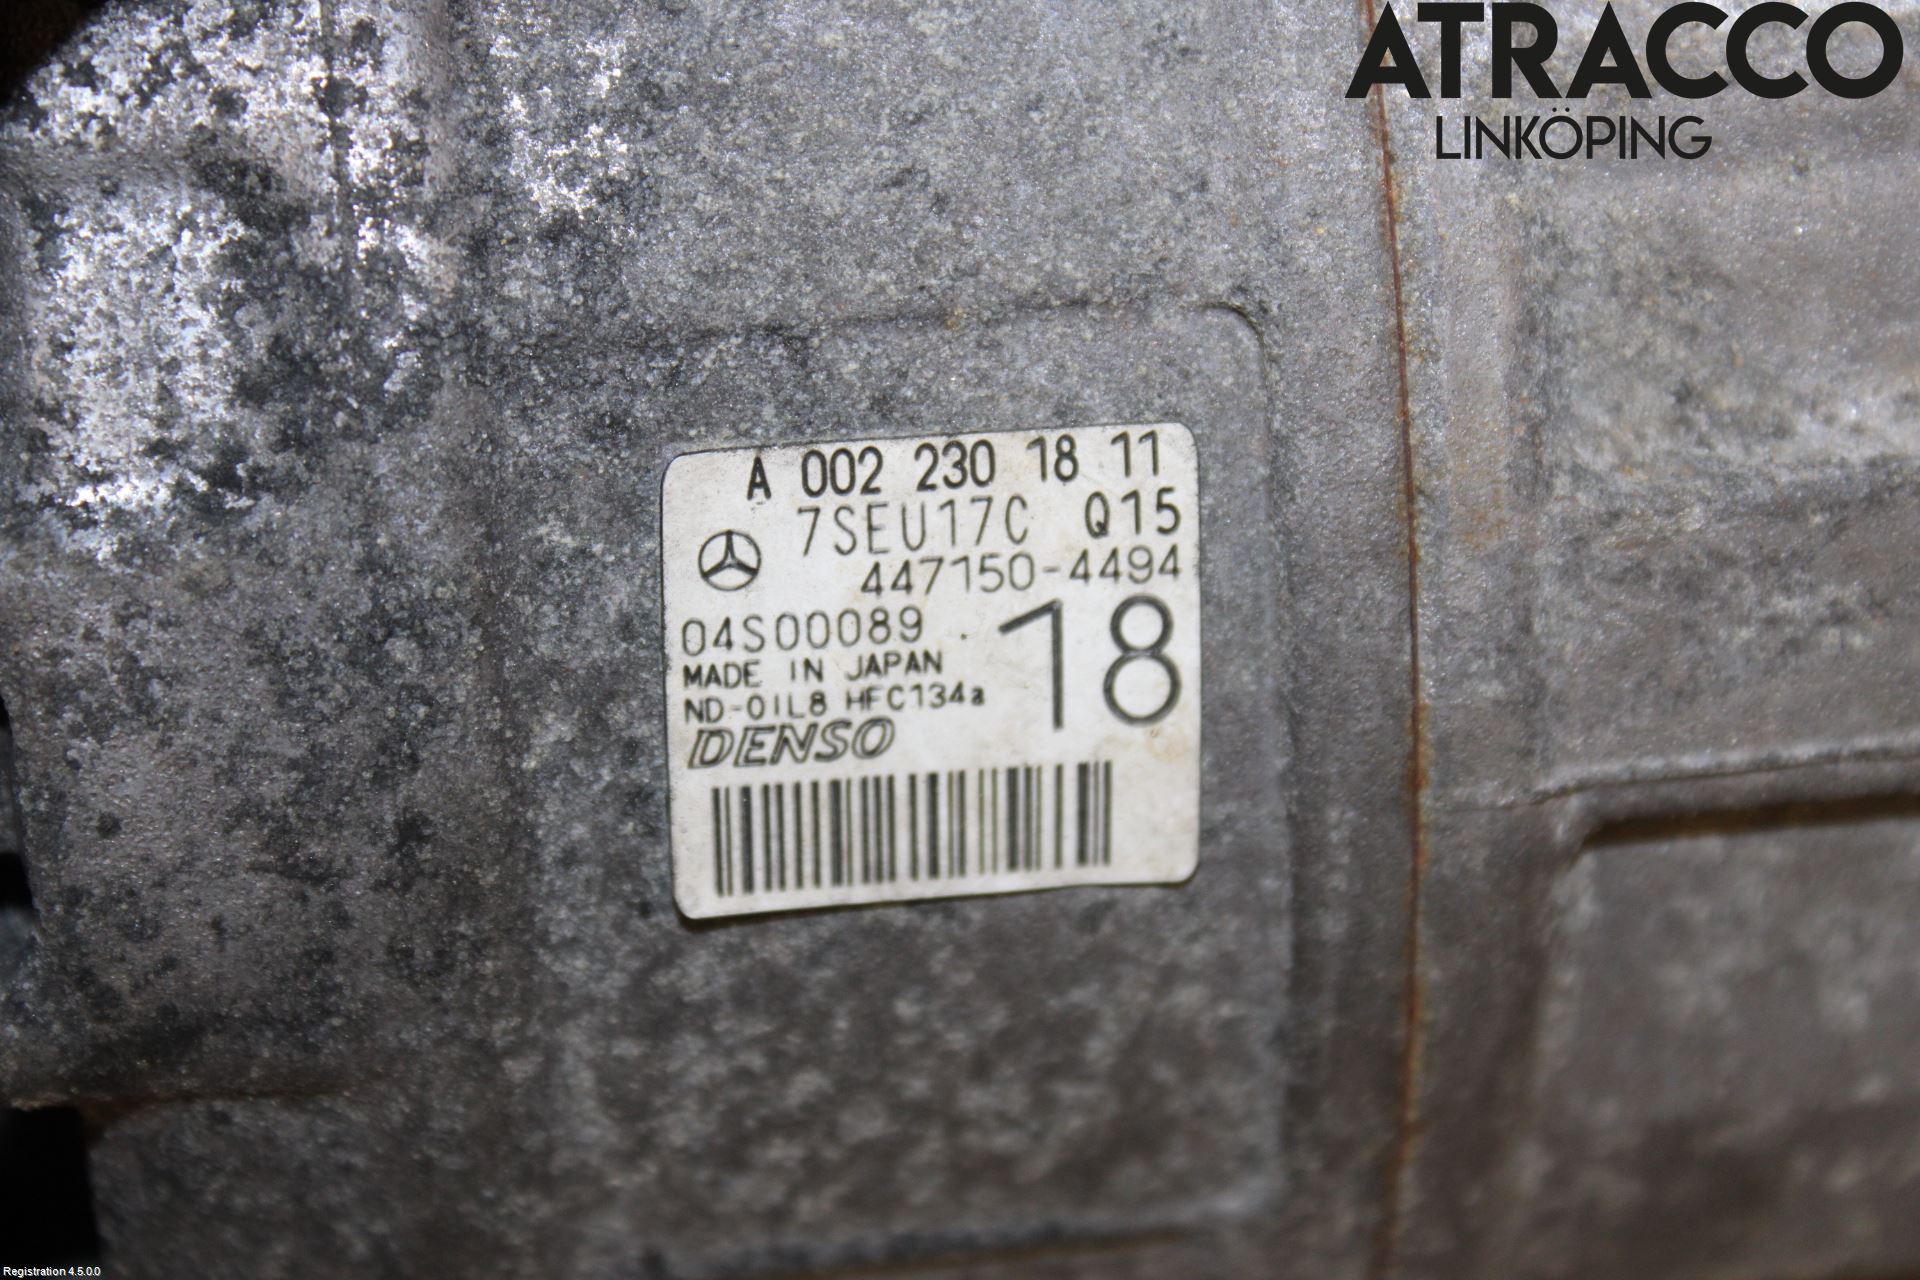 ATRACCO
LINKÖPING
A 002 230 18 11
7SEU17C Q15
447150-4494
04S00089
18
MADE IN JAPAN
ND-OIL8 HFC134a
DENSO
Registration 4.5.0.0